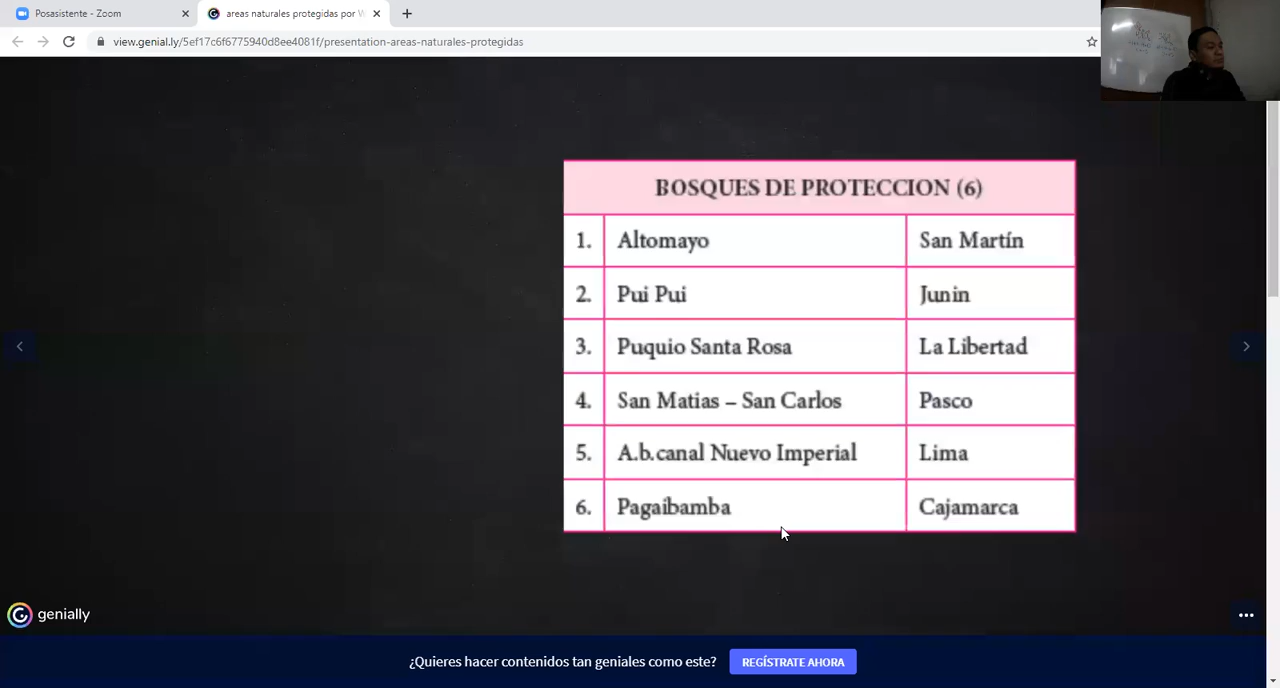 Posasistente - Zoom
areas naturales protegidas por W
view.genial.ly/5ef17c6f6775940d8ee4081f/presentation-areas-naturales-protegidas
BOSQUES DE PROTECCION (6)
1. Altomayo San Martín
2. Pui Pui Junin
3. Puquio Santa Rosa La Libertad
4. San Matias – San Carlos Pasco
5. A.b.canal Nuevo Imperial Lima
6. Pagaibamba Cajamarca
genially
¿Quieres hacer contenidos tan geniales como este? REGÍSTRATE AHORA